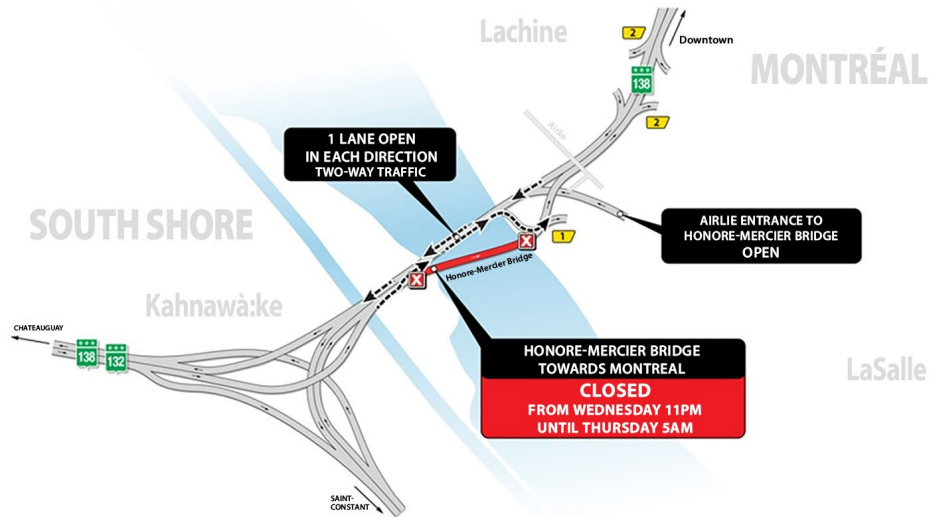 Lachine
2
Downtown
MONTRÉAL
138
2
Airlie
1 LANE OPEN
IN EACH DIRECTION
TWO-WAY TRAFFIC
SOUTH SHORE
AIRLIE ENTRANCE TO
HONORE-MERCIER BRIDGE
OPEN
1
X
X
Honore-Mercier Bridge
Kahnawà:ke
CHATEAUGUAY
138
132
HONORE-MERCIER BRIDGE
TOWARDS MONTREAL
CLOSED
FROM WEDNESDAY 11PM
UNTIL THURSDAY 5AM
LaSalle
SAINT-
CONSTANT